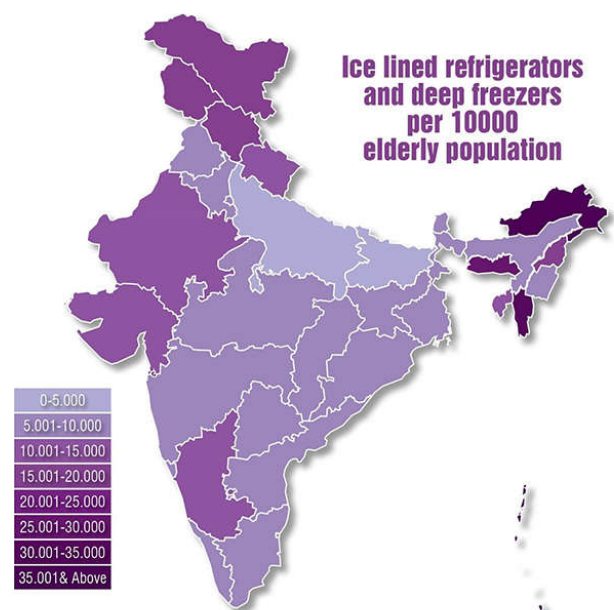 Ice lined refrigerators
and deep freezers
per 10000
elderly population
0-5.000
5.001-10.000
10.001-15.000
15.001-20.000
20.001-25.000
25.001-30.000
30.001-35.000
35.001& Above